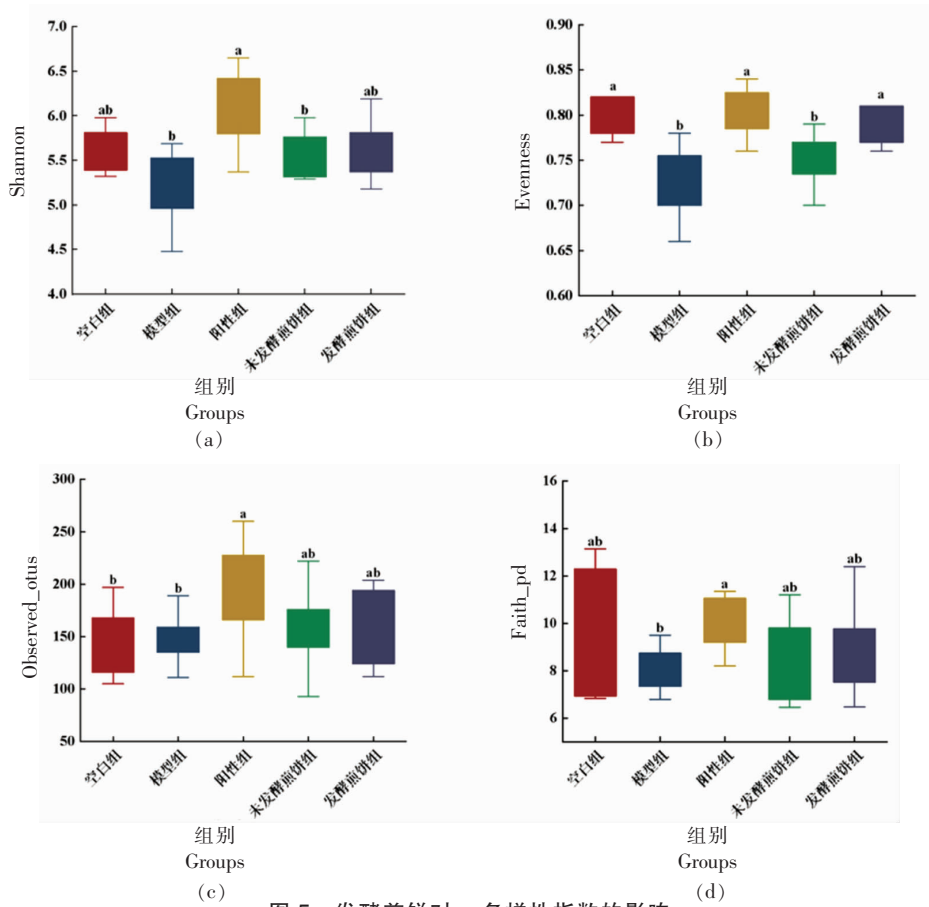 7.0
6.5
6.0
5.5
5.0
4.5
4.0
Shannon
ab
b
a
b
ab
空白组
模型组
阳性组
未发酵煎饼组
发酵煎饼组
组别
Groups
(a)
0.90
0.85
0.80
0.75
0.70
0.65
0.60
Evenness
a
b
a
b
a
空白组
模型组
阳性组
未发酵煎饼组
发酵煎饼组
组别
Groups
(b)
300
250
200
150
100
50
Observed_otus
b
b
a
ab
ab
空白组
模型组
阳性组
未发酵煎饼组
发酵煎饼组
组别
Groups
(c)
16
14
12
10
8
6
Faith_pd
ab
b
a
ab
ab
空白组
模型组
阳性组
未发酵煎饼组
发酵煎饼组
组别
Groups
(d)